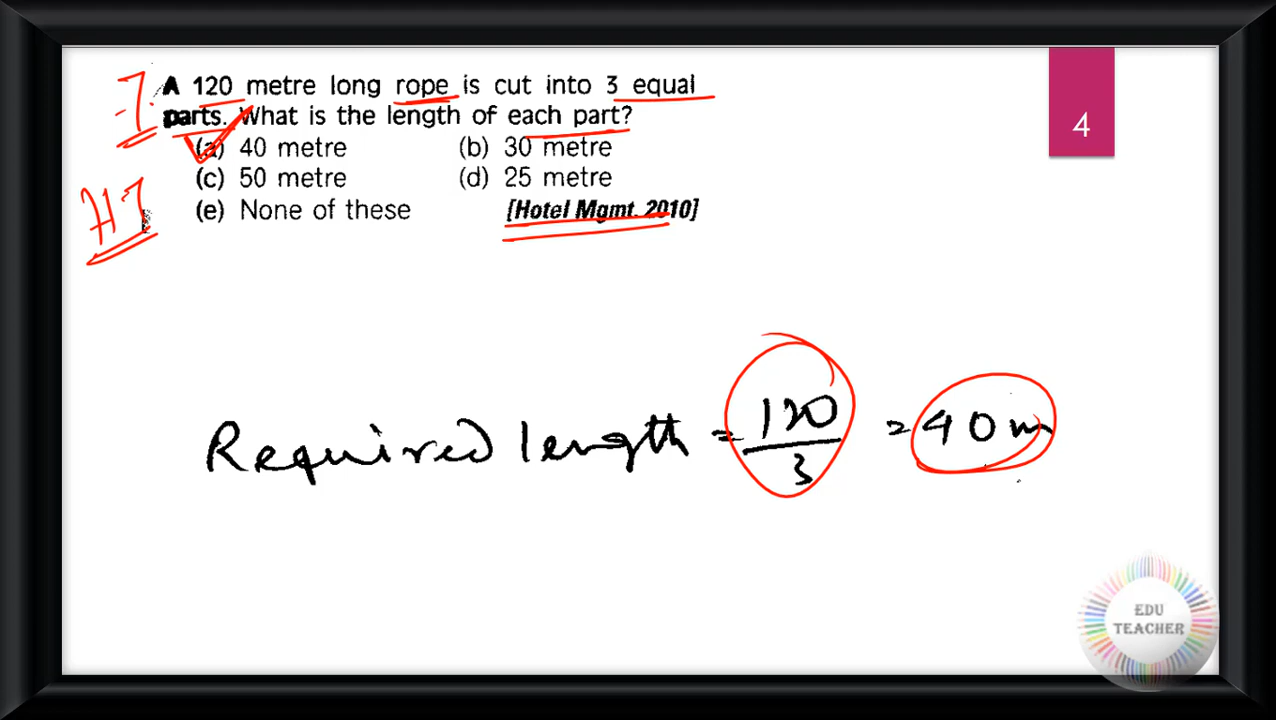 A 120 metre long rope is cut into 3 equal
parts. What is the length of each part?
(a) 40 metre (b) 30 metre
(c) 50 metre (d) 25 metre
(e) None of these [Hotel Mgmt. 2010]
4
Required length = 120/3 = 40 m
EDU
TEACHER